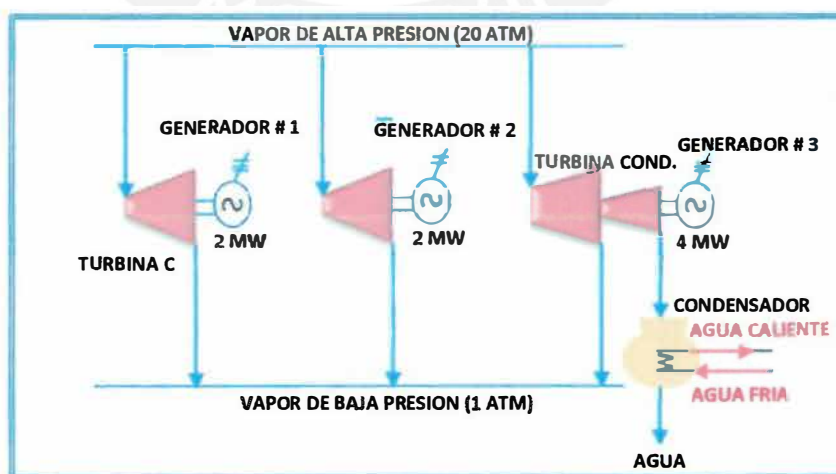 VAPOR DE ALTA PRESION (20 ATM)
GENERADOR # 1
GENERADOR # 2
GENERADOR # 3
TURBINA COND.
2 MW
2 MW
4 MW
TURBINA C
CONDENSADOR
AGUA CALIENTE
AGUA FRIA
VAPOR DE BAJA PRESION (1 ATM)
AGUA